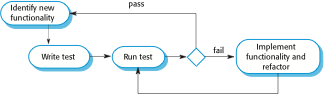 Identify new
functionality
pass
Write test
Run test
fail
Implement
functionality and
refactor